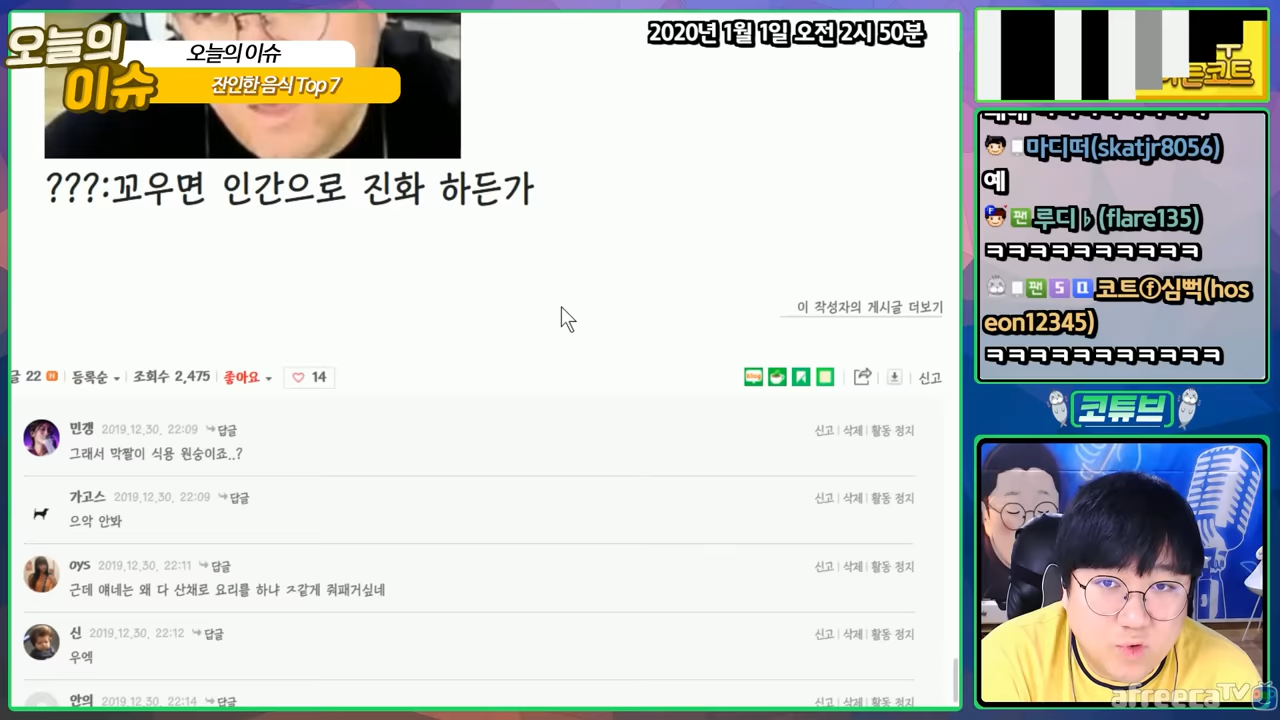 오늘의 이슈
오늘의 이슈
잔인한 음식 Top 7
2020년 1월 1일 오전 2시 50분
???:꼬우면 인간으로 진화 하든가
이 작성자의 게시글 더보기
글 22 등록순 조회수 2,475 좋아요 14 신고
민갱 2019.12.30. 22:09 답글 신고 삭제 활동 정지
그래서 막짤이 식용 원숭이죠..?
가고스 2019.12.30. 22:09 답글 신고 삭제 활동 정지
으악 안봐
oys 2019.12.30. 22:11 답글 신고 삭제 활동 정지
근데 얘네는 왜 다 산채로 요리를 하냐 ㅈ같게 줘패거싶네
신 2019.12.30. 22:12 답글 신고 삭제 활동 정지
우엑
안의 2019.12.30. 22:14 답글 신고 삭제 활동 정지
마디떠(skatjr8056)
예
팬 루디♭(flare135)
ㅋㅋㅋㅋㅋㅋㅋㅋㅋㅋ
팬 S Q 코트ⓕ심뻑(hos
eon12345)
ㅋㅋㅋㅋㅋㅋㅋㅋㅋㅋㅋ
코튜브
afreecaTV